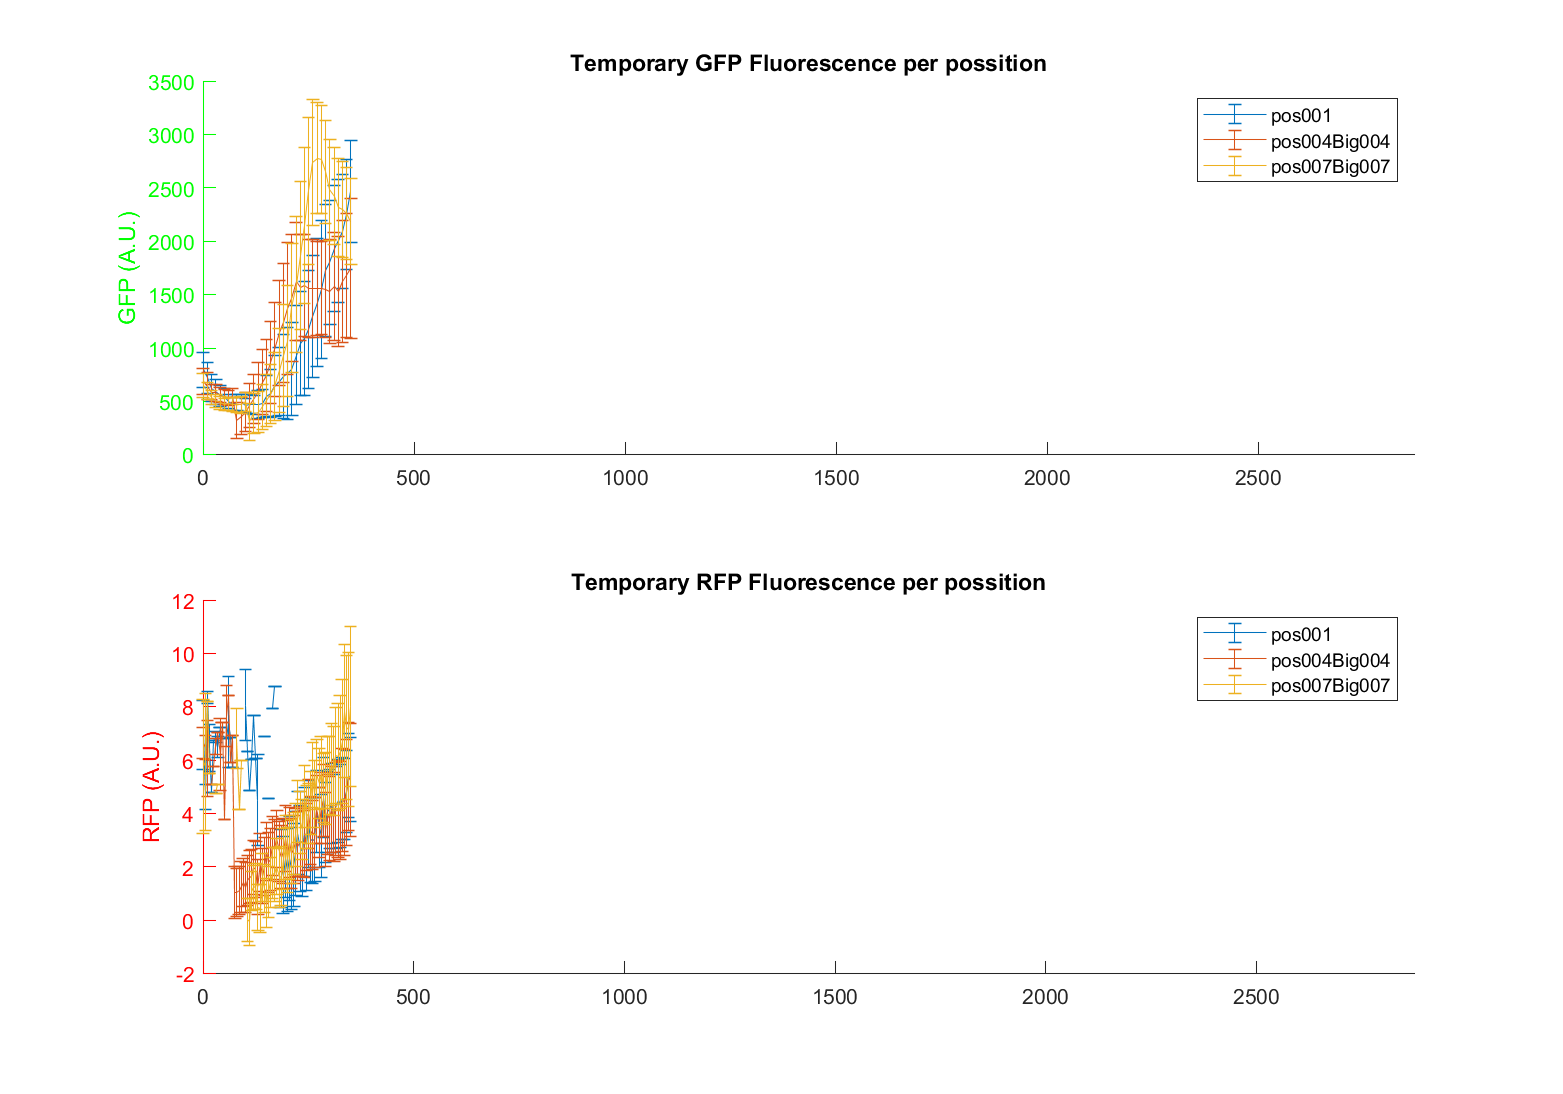 Temporary GFP Fluorescence per possition
3500
3000
2500
2000
1500
1000
500
0
GFP (A.U.)
0 500 1000 1500 2000 2500
pos001
pos004Big004
pos007Big007
Temporary RFP Fluorescence per possition
12
10
8
6
4
2
0
-2
RFP (A.U.)
0 500 1000 1500 2000 2500
pos001
pos004Big004
pos007Big007